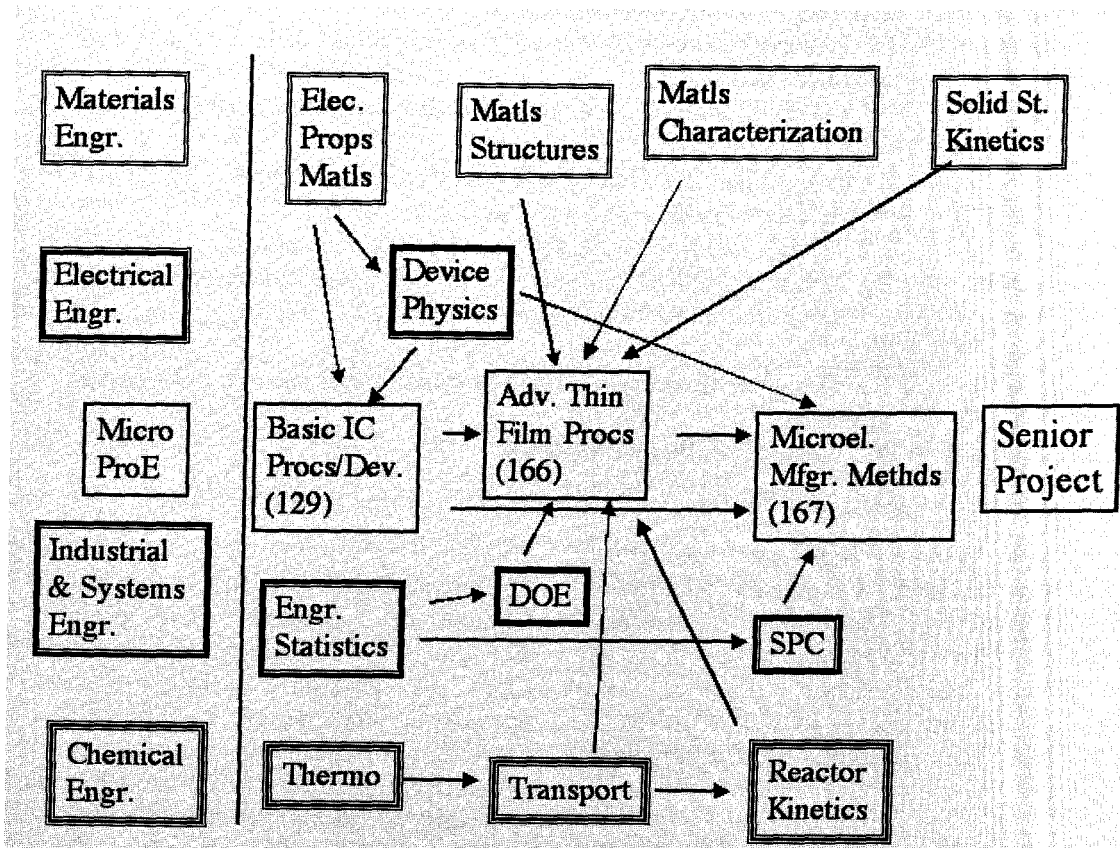 Materials
Engr.
Elec.
Props
Matls
Matls
Structures
Matls
Characterization
Solid St.
Kinetics
Electrical
Engr.
Device
Physics
Micro
ProE
Basic IC
Procs/Dev.
(129)
Adv. Thin
Film Procs
(166)
Microel.
Mfgr. Methds
(167)
Senior
Project
Industrial
& Systems
Engr.
Engr.
Statistics
DOE
SPC
Chemical
Engr.
Thermo
Transport
Reactor
Kinetics